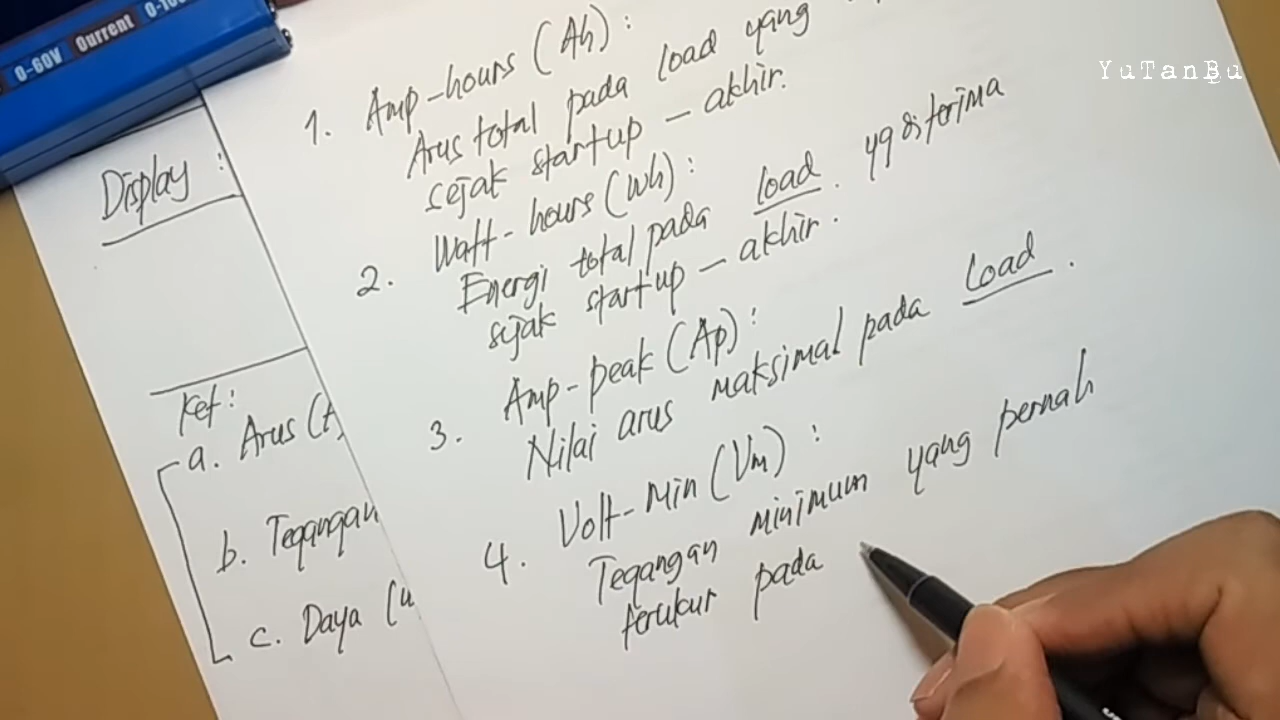 0-60V Current 0-100
YuTanBu
1. Amp-hours (Ah) :
Arus total pada load yang
sejak startup - akhir.
2. Watt-hours (Wh) :
Energi total pada load. yg diterima
sejak startup - akhir.
3. Amp-peak (Ap) :
Nilai arus maksimal pada load.
4. Volt-Min (Vm) :
Tegangan minimum yang pernah
terukur pada
Display :
Ket :
a. Arus (A
b. Tegangan
c. Daya (w